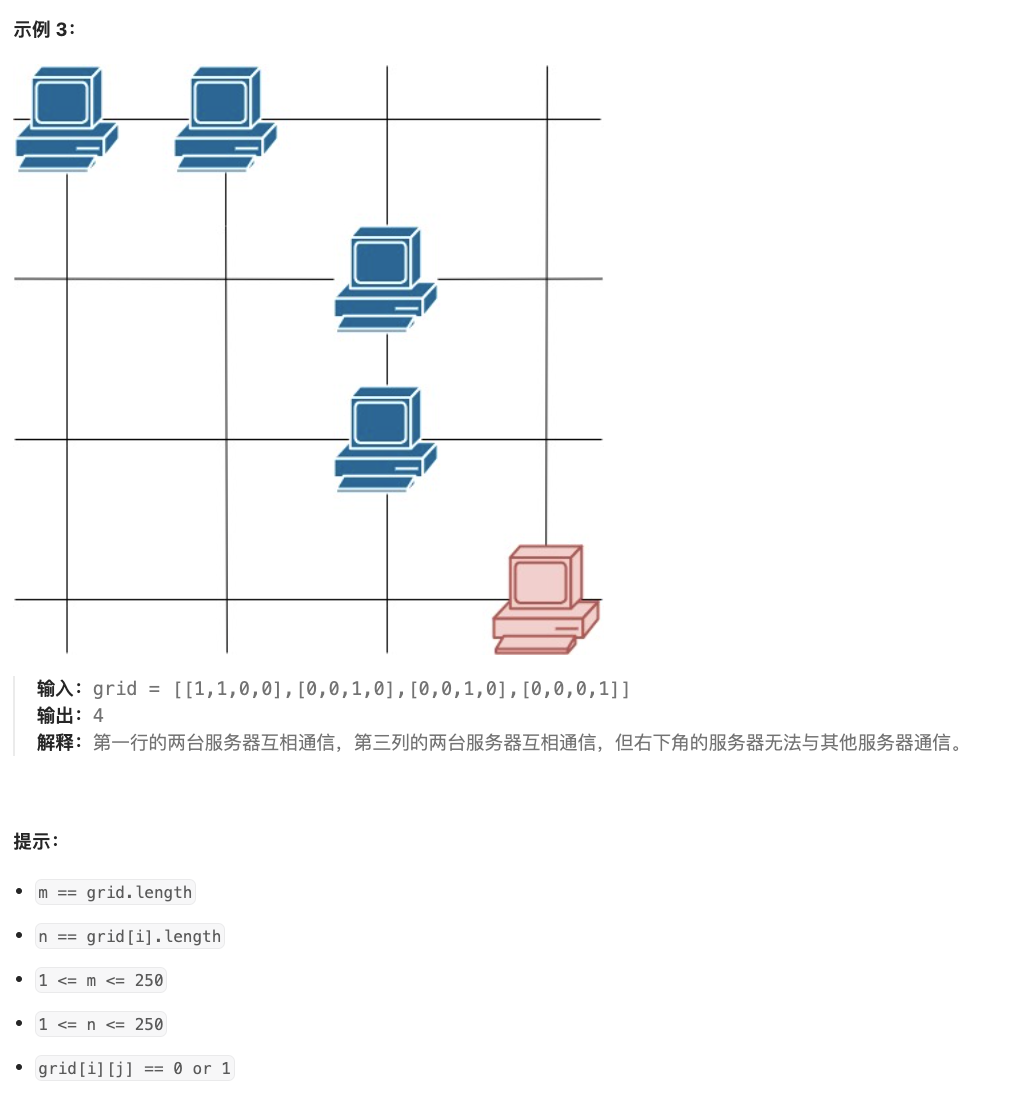 示例 3：
输入：grid = [[1,1,0,0],[0,0,1,0],[0,0,1,0],[0,0,0,1]]
输出：4
解释：第一行的两台服务器互相通信，第三列的两台服务器互相通信，但右下角的服务器无法与其他服务器通信。
提示：
• m == grid.length
• n == grid[i].length
• 1 <= m <= 250
• 1 <= n <= 250
• grid[i][j] == 0 or 1